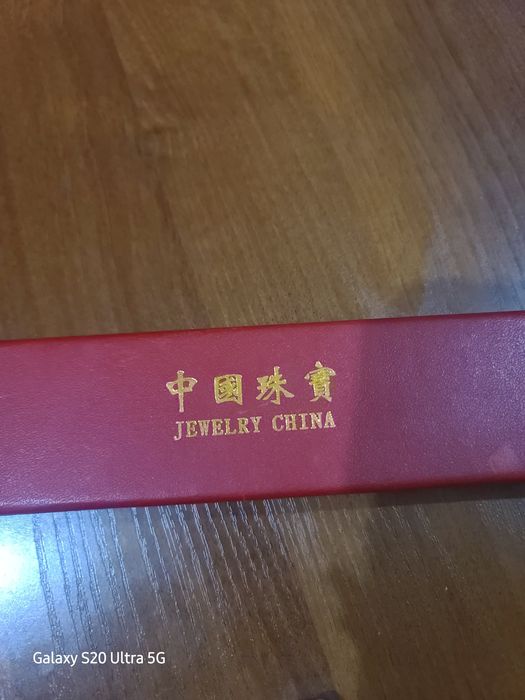 中國珠寶
JEWELRY CHINA
Galaxy S20 Ultra 5G